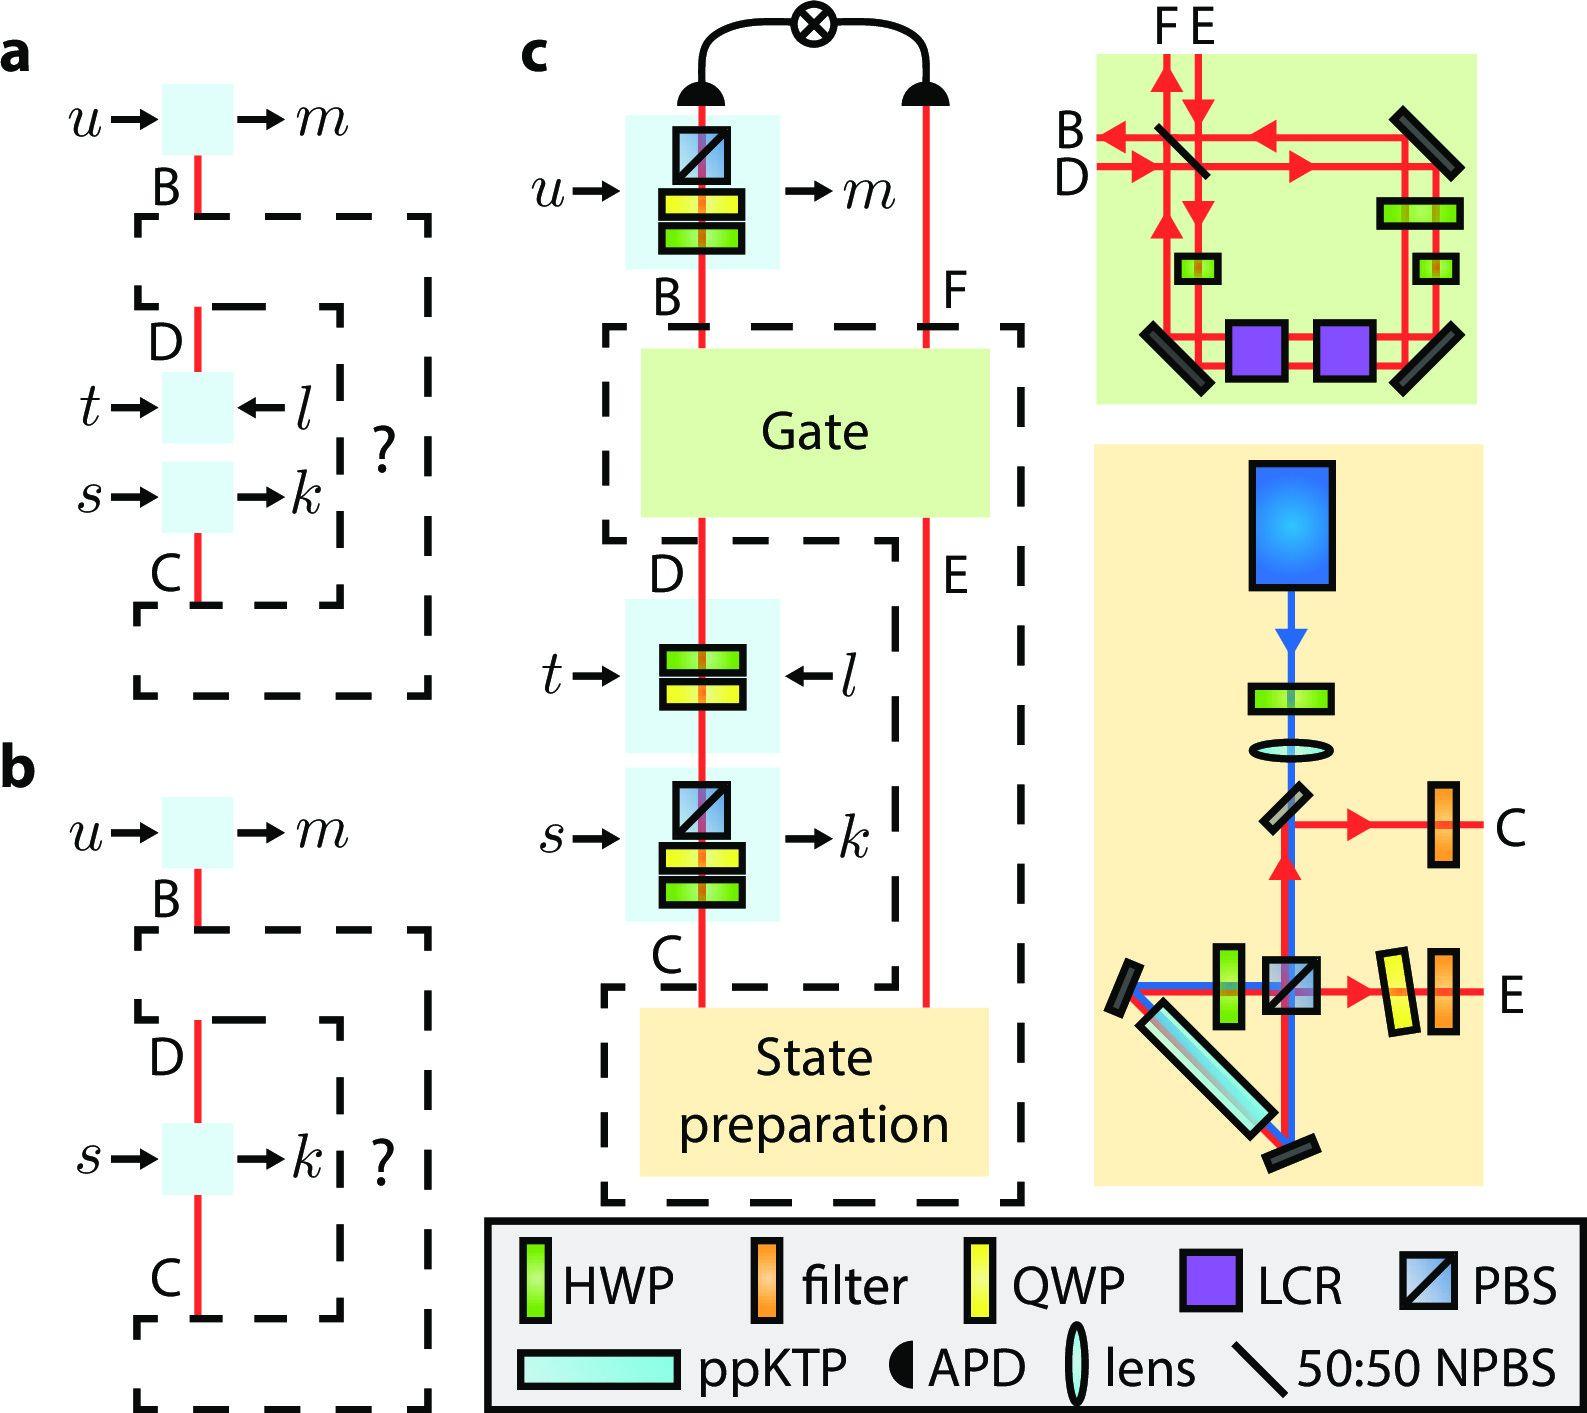 a
u m
B
D
t l
?
s k
C
b
u m
B
D
s k ?
C
c
u m
B F
Gate
D E
t l
s k
C
State
preparation
F E
B
D
C
E
HWP filter QWP LCR PBS
ppKTP APD lens 50:50 NPBS